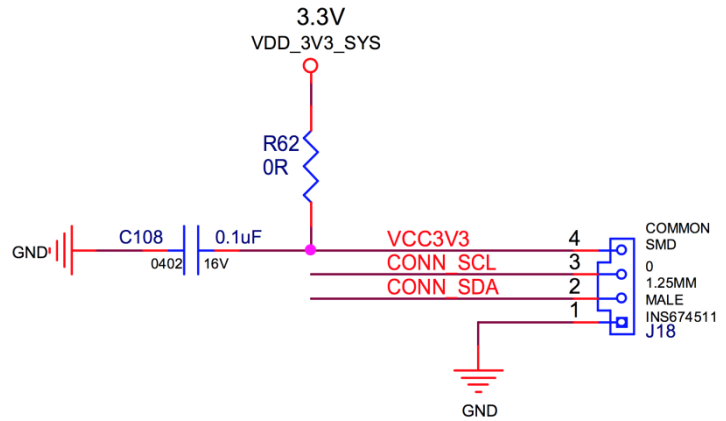 3.3V
VDD_3V3_SYS
R62
0R
GND
C108
0.1uF
0402
16V
VCC3V3
CONN_SCL
CONN_SDA
4
3
2
1
COMMON
SMD
0
1.25MM
MALE
INS674511
J18
GND